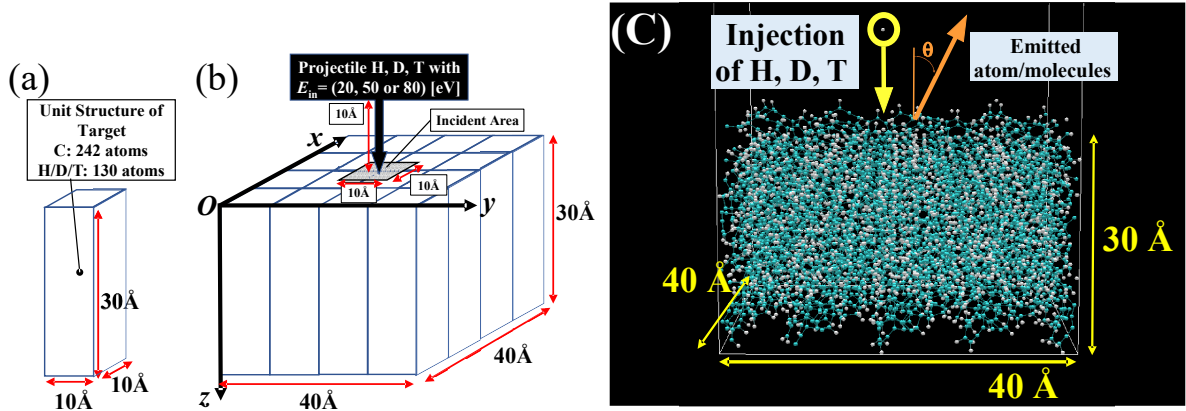 (a)
Unit Structure of
Target
C: 242 atoms
H/D/T: 130 atoms
30Å
10Å
10Å
(b)
Projectile H, D, T with
E_in= (20, 50 or 80) [eV]
10Å
Incident Area
x
10Å
10Å
O
y
30Å
40Å
z
40Å
(C)
Injection
of H, D, T
θ
Emitted
atom/molecules
30 Å
40 Å
40 Å